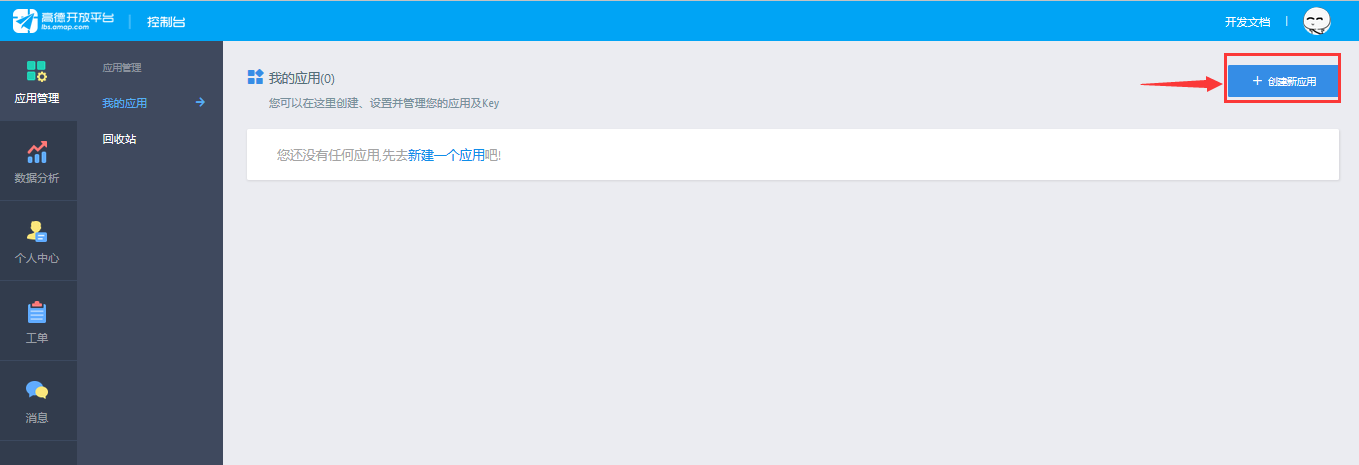 高德开放平台
lbs.amap.com
控制台
开发文档
应用管理
数据分析
个人中心
工单
消息
应用管理
我的应用
回收站
我的应用(0)
您可以在这里创建、设置并管理您的应用及Key
+ 创建新应用
您还没有任何应用,先去新建一个应用吧!